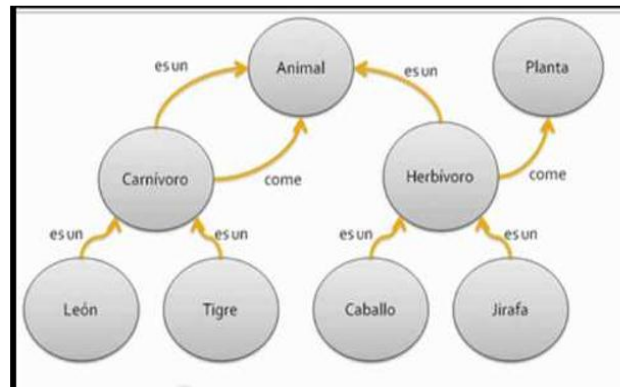 es un
Animal
es un
Planta
Carnívoro
come
Herbívoro
come
es un
es un
es un
es un
León
Tigre
Caballo
Jirafa